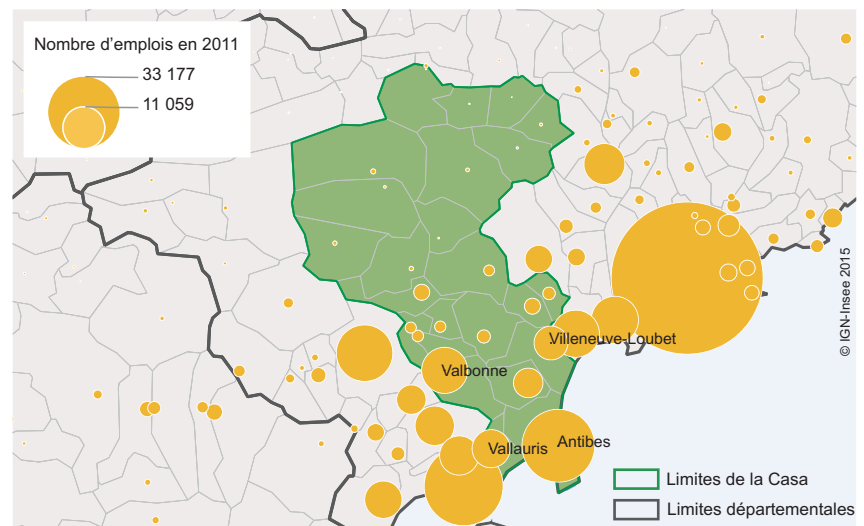 Nombre d'emplois en 2011
33 177
11 059
Villeneuve-Loubet
Valbonne
Vallauris
Antibes
© IGN-Insee 2015
Limites de la Casa
Limites départementales